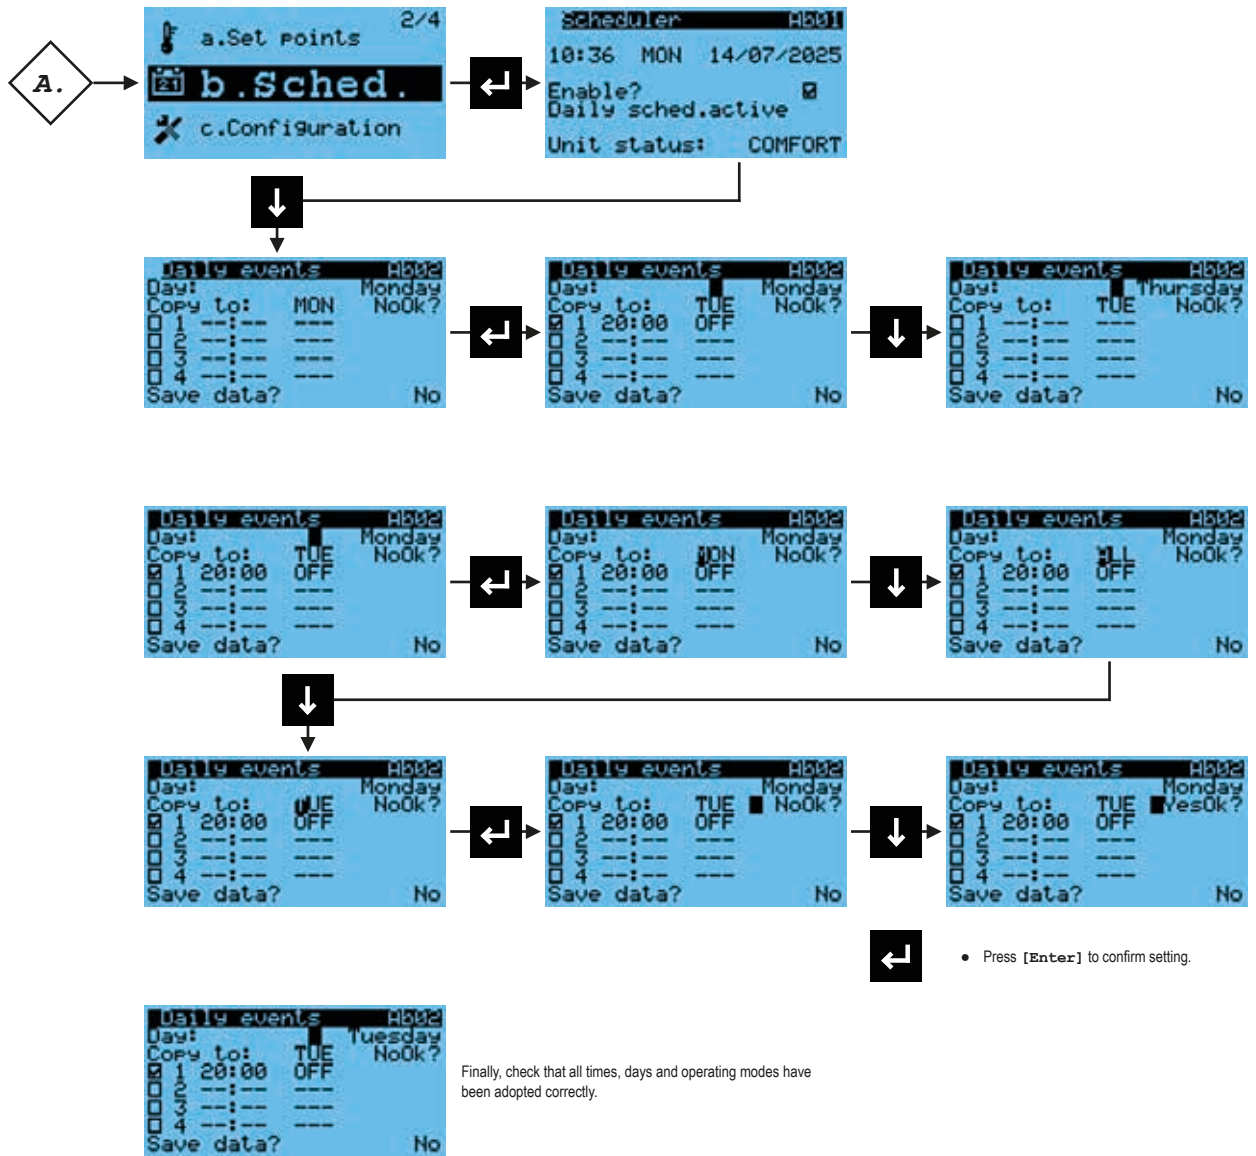 A.
2/4
a.Set points
b.Sched.
c.Configuration
Scheduler Ab01
10:36 MON 14/07/2025
Enable?
Daily sched.active
Unit status: COMFORT
Daily events Ab02
Day: Monday
Copy to: MON NoOk?
1 --:-- ---
2 --:-- ---
3 --:-- ---
4 --:-- ---
Save data? No
Daily events Ab02
Day: Monday
Copy to: TUE NoOk?
1 20:00 OFF
2 --:-- ---
3 --:-- ---
4 --:-- ---
Save data? No
Daily events Ab02
Day: Thursday
Copy to: TUE NoOk?
1 --:-- ---
2 --:-- ---
3 --:-- ---
4 --:-- ---
Save data? No
Daily events Ab02
Day: Monday
Copy to: TUE NoOk?
1 20:00 OFF
2 --:-- ---
3 --:-- ---
4 --:-- ---
Save data? No
Daily events Ab02
Day: Monday
Copy to: MON NoOk?
1 20:00 OFF
2 --:-- ---
3 --:-- ---
4 --:-- ---
Save data? No
Daily events Ab02
Day: Monday
Copy to: ALL NoOk?
1 20:00 OFF
2 --:-- ---
3 --:-- ---
4 --:-- ---
Save data? No
Daily events Ab02
Day: Monday
Copy to: TUE NoOk?
1 20:00 OFF
2 --:-- ---
3 --:-- ---
4 --:-- ---
Save data? No
Daily events Ab02
Day: Monday
Copy to: TUE NoOk?
1 20:00 OFF
2 --:-- ---
3 --:-- ---
4 --:-- ---
Save data? No
Daily events Ab02
Day: Monday
Copy to: TUE YesOk?
1 20:00 OFF
2 --:-- ---
3 --:-- ---
4 --:-- ---
Save data? No
● Press [Enter] to confirm setting.
Daily events Ab02
Day: Tuesday
Copy to: TUE NoOk?
1 20:00 OFF
2 --:-- ---
3 --:-- ---
4 --:-- ---
Save data? No
Finally, check that all times, days and operating modes have
been adopted correctly.